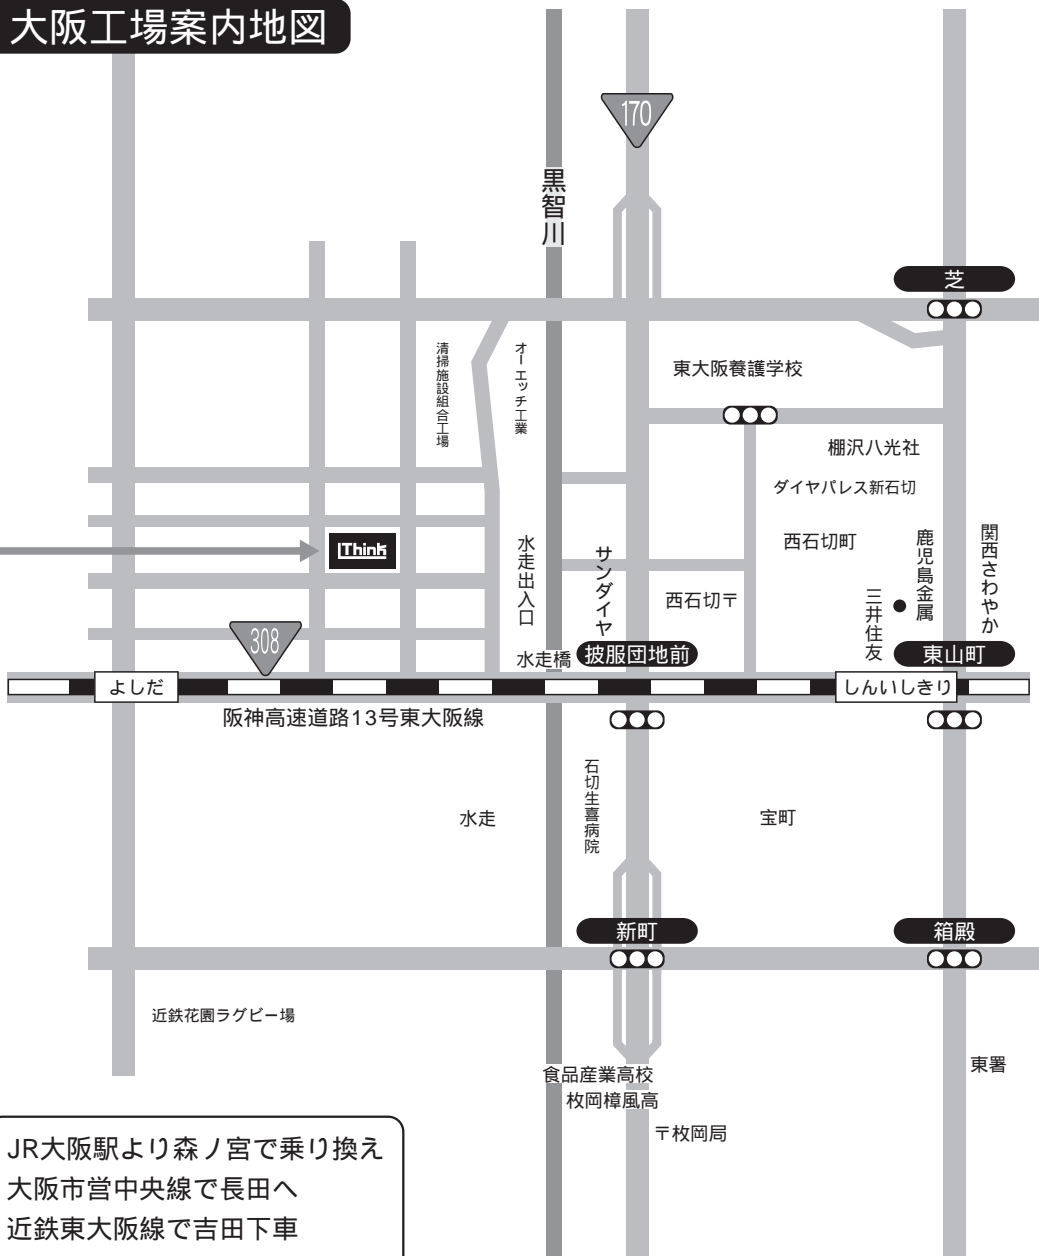 大阪工場案内地図
170
黒智川
芝
清掃施設組合工場
オーエッチ工業
東大阪養護学校
棚沢八光社
ダイヤパレス新石切
西石切町
鹿児島金属
関西さわやか
水走出入口
サンダイヤ
Think
西石切〒
三井住友
308
水走橋
披服団地前
東山町
よしだ
しんいしきり
阪神高速道路13号東大阪線
石切生喜病院
水走
宝町
新町
箱殿
近鉄花園ラグビー場
東署
食品産業高校
枚岡樟風高
〒枚岡局
JR大阪駅より森ノ宮で乗り換え
大阪市営中央線で長田へ
近鉄東大阪線で吉田下車